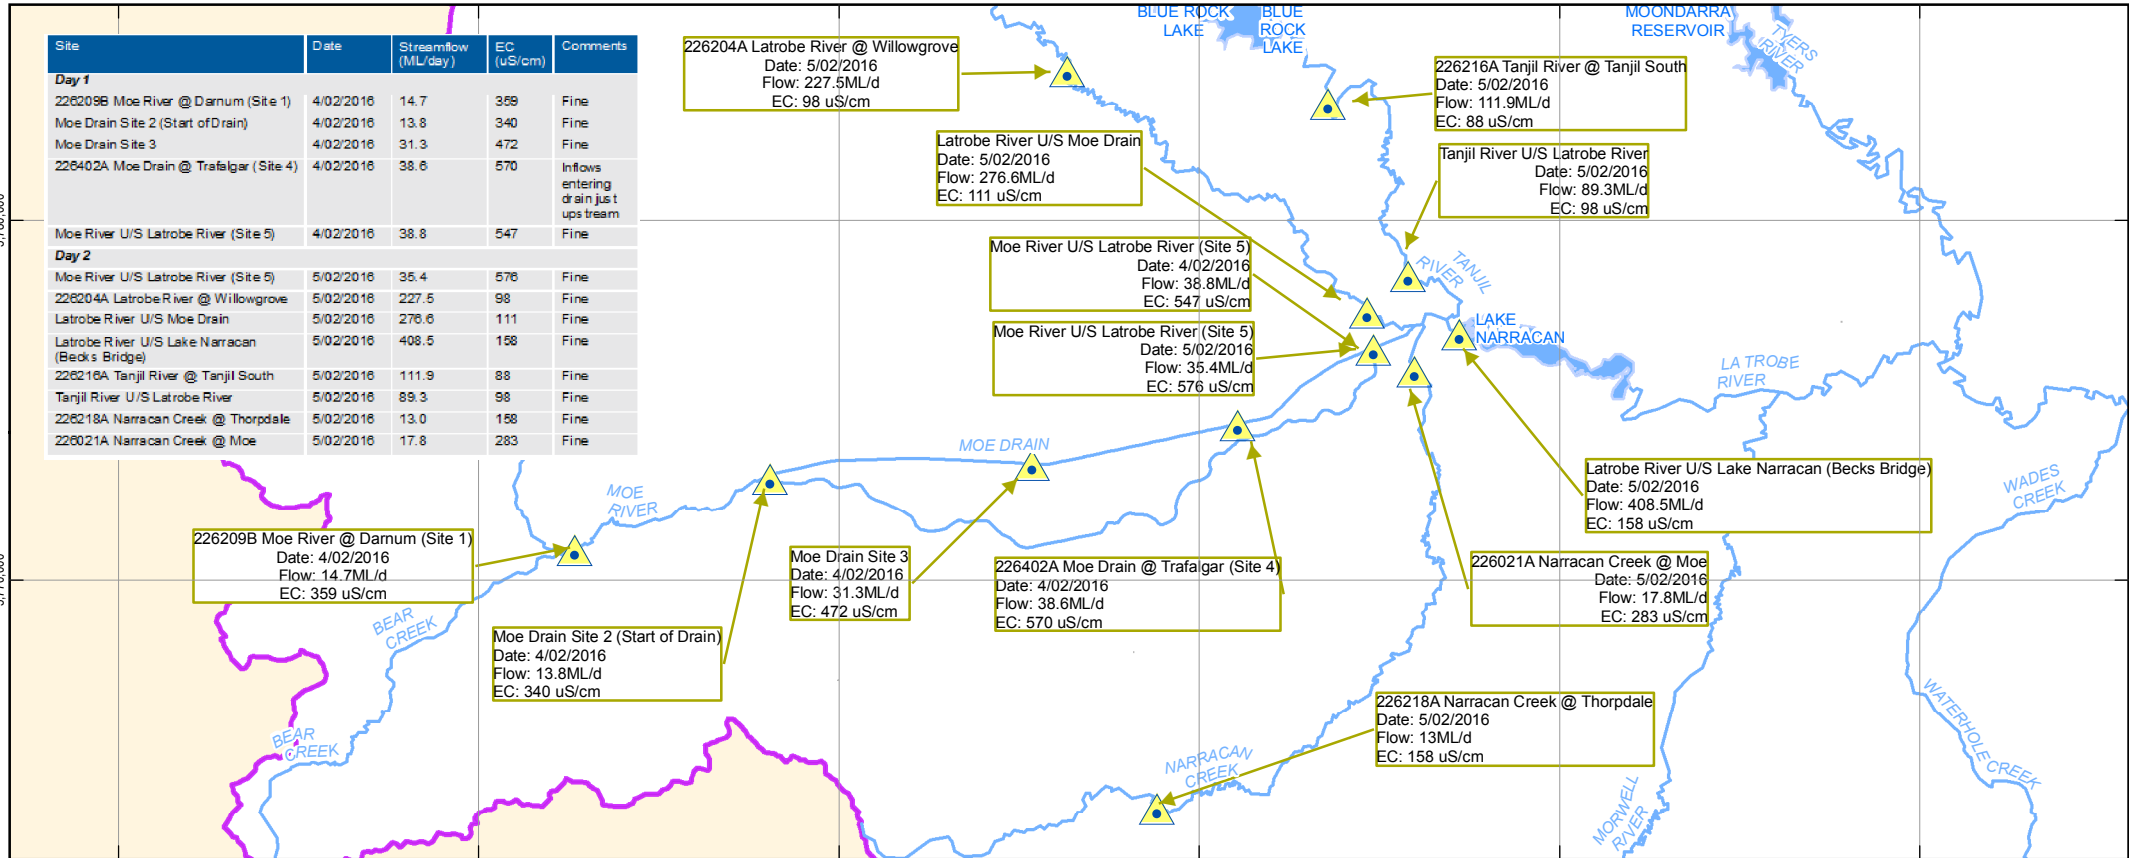 Site Date Streamflow (ML/day) EC (uS/cm) Comments
Day 1
226209B Moe River @ Darnum (Site 1) 4/02/2016 14.7 359 Fine
Moe Drain Site 2 (Start of Drain) 4/02/2016 13.8 340 Fine
Moe Drain Site 3 4/02/2016 31.3 472 Fine
226402A Moe Drain @ Trafalgar (Site 4) 4/02/2016 38.6 570 Inflows
entering
drain just
upstream
Moe River U/S Latrobe River (Site 5) 4/02/2016 38.8 547 Fine
Day 2
Moe River U/S Latrobe River (Site 5) 5/02/2016 35.4 576 Fine
226204A Latrobe River @ Willowgrove 5/02/2016 227.5 98 Fine
Latrobe River U/S Moe Drain 5/02/2016 276.6 111 Fine
Latrobe River U/S Lake Narracan 5/02/2016 408.5 158 Fine
(Becks Bridge)
226216A Tanjil River @ Tanjil South 5/02/2016 111.9 88 Fine
Tanjil River U/S Latrobe River 5/02/2016 89.3 98 Fine
226218A Narracan Creek @ Thorpdale 5/02/2016 13.0 158 Fine
226021A Narracan Creek @ Moe 5/02/2016 17.8 283 Fine
226204A Latrobe River @ Willowgrove
Date: 5/02/2016
Flow: 227.5ML/d
EC: 98 uS/cm
BLUE ROCK
LAKE
BLUE
ROCK
LAKE
MOONDARRA
RESERVOIR
TYERS
RIVER
226216A Tanjil River @ Tanjil South
Date: 5/02/2016
Flow: 111.9ML/d
EC: 88 uS/cm
Latrobe River U/S Moe Drain
Date: 5/02/2016
Flow: 276.6ML/d
EC: 111 uS/cm
Tanjil River U/S Latrobe River
Date: 5/02/2016
Flow: 89.3ML/d
EC: 98 uS/cm
Moe River U/S Latrobe River (Site 5)
Date: 4/02/2016
Flow: 38.8ML/d
EC: 547 uS/cm
TANJIL
RIVER
Moe River U/S Latrobe River (Site 5)
Date: 5/02/2016
Flow: 35.4ML/d
EC: 576 uS/cm
LAKE
NARRACAN
LA TROBE
RIVER
MOE DRAIN
MOE
RIVER
Latrobe River U/S Lake Narracan (Becks Bridge)
Date: 5/02/2016
Flow: 408.5ML/d
EC: 158 uS/cm
WADES
CREEK
226209B Moe River @ Darnum (Site 1)
Date: 4/02/2016
Flow: 14.7ML/d
EC: 359 uS/cm
Moe Drain Site 3
Date: 4/02/2016
Flow: 31.3ML/d
EC: 472 uS/cm
226402A Moe Drain @ Trafalgar (Site 4)
Date: 4/02/2016
Flow: 38.6ML/d
EC: 570 uS/cm
226021A Narracan Creek @ Moe
Date: 5/02/2016
Flow: 17.8ML/d
EC: 283 uS/cm
BEAR
CREEK
Moe Drain Site 2 (Start of Drain)
Date: 4/02/2016
Flow: 13.8ML/d
EC: 340 uS/cm
226218A Narracan Creek @ Thorpdale
Date: 5/02/2016
Flow: 13ML/d
EC: 158 uS/cm
BEAR
CREEK
NARRACAN
CREEK
MORWELL
RIVER
WATERHOLE CREEK